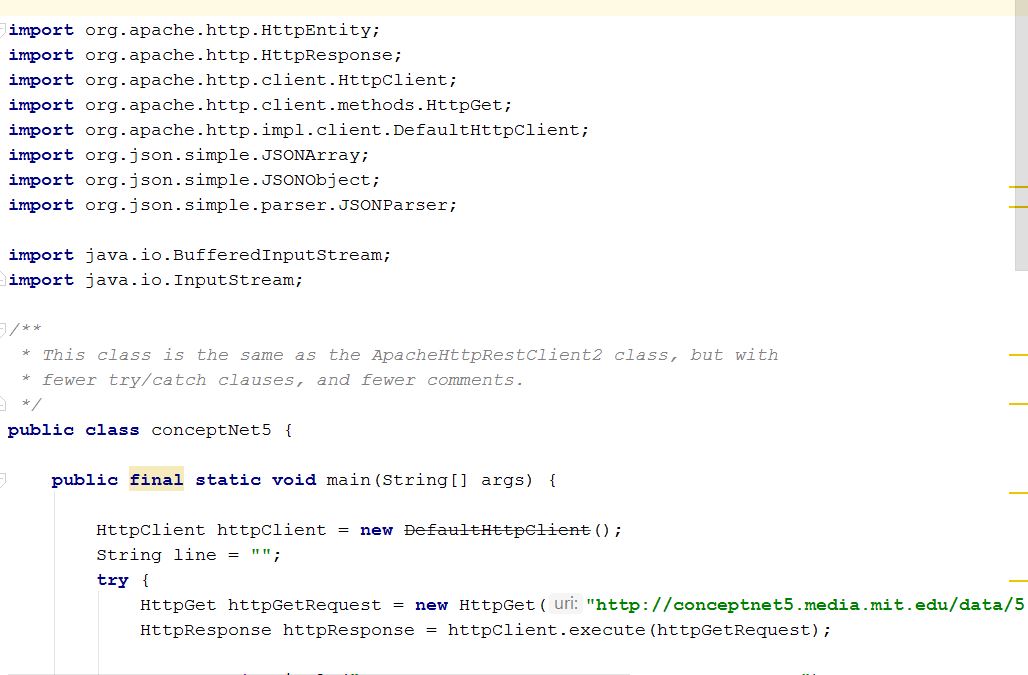 import org.apache.http.HttpEntity;
import org.apache.http.HttpResponse;
import org.apache.http.client.HttpClient;
import org.apache.http.client.methods.HttpGet;
import org.apache.http.impl.client.DefaultHttpClient;
import org.json.simple.JSONArray;
import org.json.simple.JSONObject;
import org.json.simple.parser.JSONParser;
import java.io.BufferedInputStream;
import java.io.InputStream;
/**
* This class is the same as the ApacheHttpRestClient2 class, but with
* fewer try/catch clauses, and fewer comments.
*/
public class conceptNet5 {
public final static void main(String[] args) {
HttpClient httpClient = new DefaultHttpClient();
String line = "";
try {
HttpGet httpGetRequest = new HttpGet( uri: "http://conceptnet5.media.mit.edu/data/5
HttpResponse httpResponse = httpClient.execute(httpGetRequest);